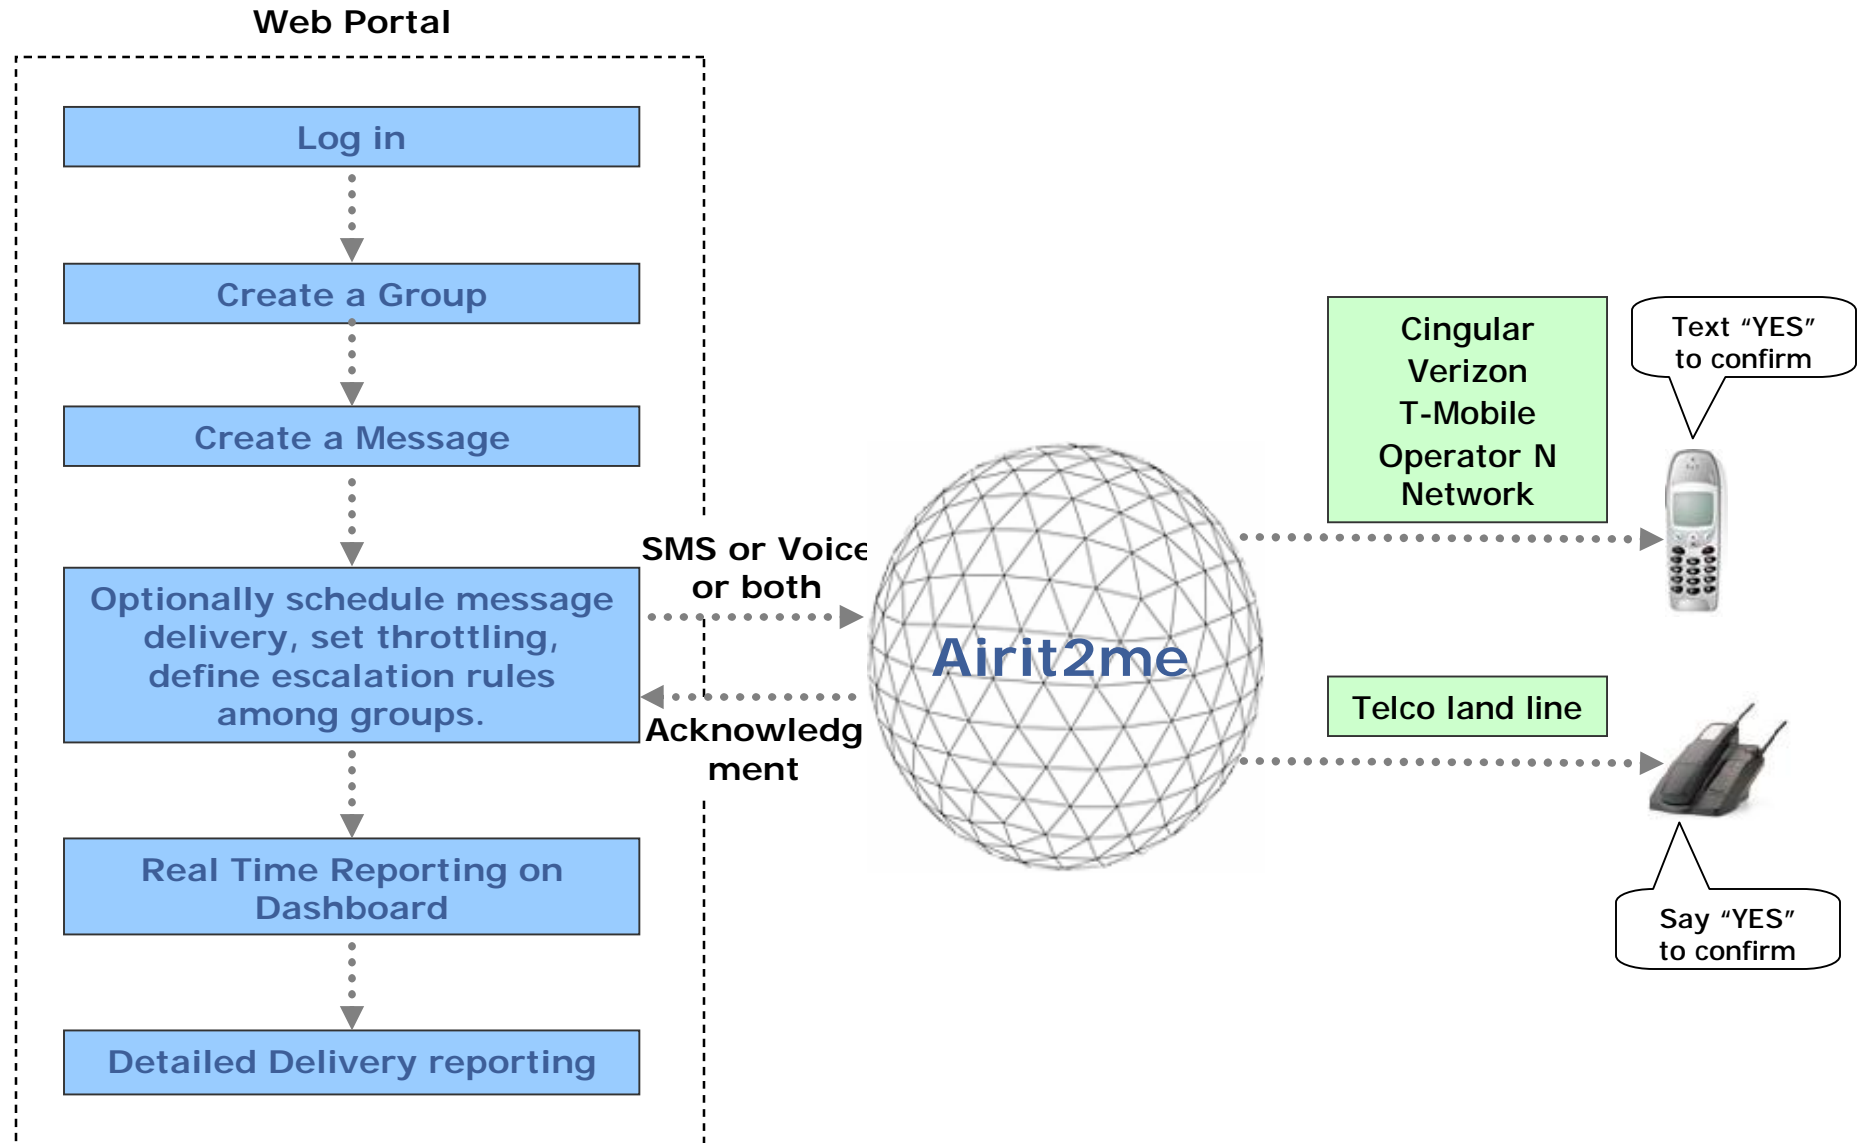 Web Portal
Log in
Create a Group
Create a Message
Optionally schedule message
delivery, set throttling,
define escalation rules
among groups.
Real Time Reporting on
Dashboard
Detailed Delivery reporting
SMS or Voice
or both
Acknowledg
ment
Airit2me
Cingular
Verizon
T-Mobile
Operator N
Network
Text “YES”
to confirm
Telco land line
Say “YES”
to confirm